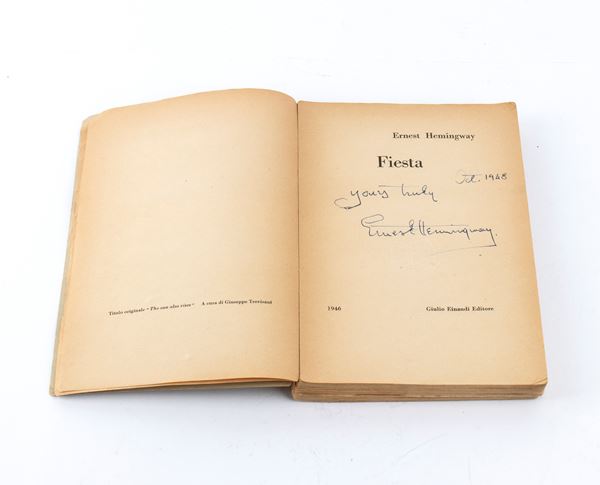 Titolo originale "The sun also rises" A cura di Giuseppe Trevisani
Ernest Hemingway
Fiesta
Oct. 1948
yours truly
Ernest Hemingway.
1946 Giulio Einaudi Editore